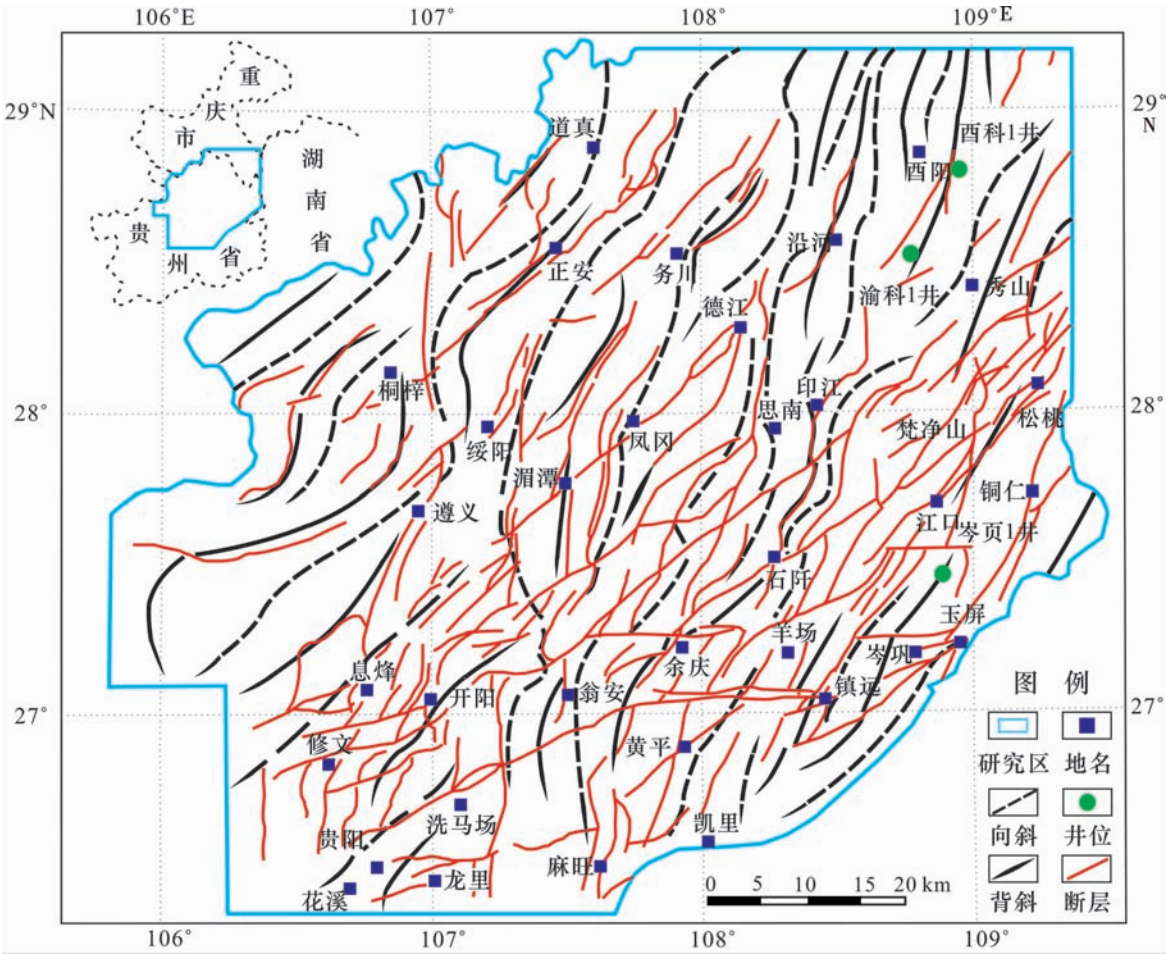 106°E
107°
108°
109°E
29°N
29°
N
重
庆
市
湖
南
省
贵
州
省
道真
酉科1井
酉阳
正安
务川
沿河
渝科1井
秀山
德江
桐梓
印江
思南
松桃
绥阳
凤冈
梵净山
28°
28°
湄潭
铜仁
遵义
江口
岑页1井
石阡
玉屏
羊场
岑巩
余庆
息烽
开阳
翁安
镇远
27°
27°
修文
黄平
洗马场
凯里
贵阳
龙里
麻旺
花溪
图 例
研究区 地名
向斜 井位
背斜 断层
0 5 10 15 20 km
106°
107°
108°
109°